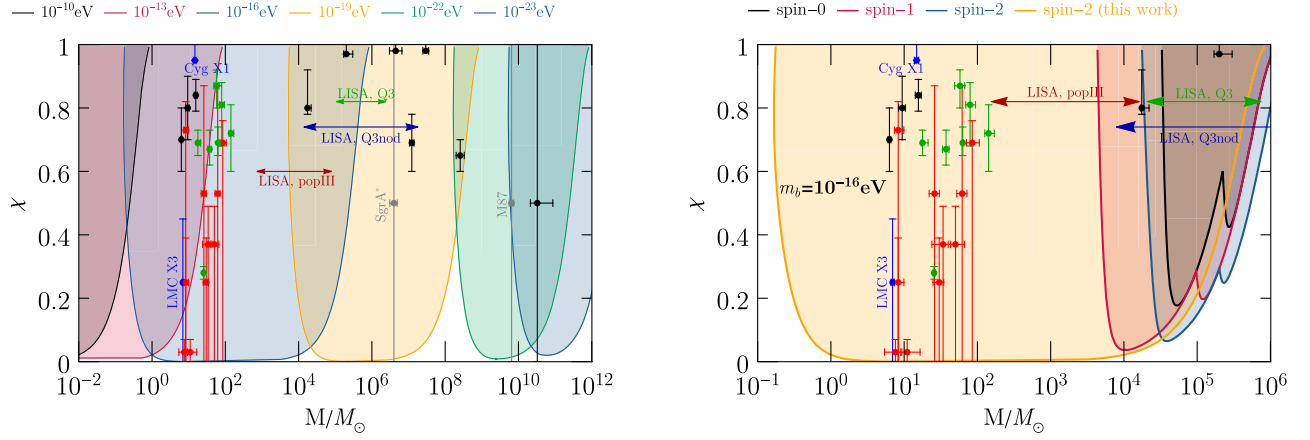 10⁻¹⁰eV 10⁻¹³eV 10⁻¹⁶eV 10⁻¹⁹eV 10⁻²²eV 10⁻²³eV
1
0.8
0.6
0.4
0.2
0
χ
Cyg X1
LISA, Q3
LISA, Q3nod
LISA, popIII
SgrA*
M87
LMC X3
10⁻² 10⁰ 10² 10⁴ 10⁶ 10⁸ 10¹⁰ 10¹²
M/M⊙
spin−0 spin−1 spin−2 spin−2 (this work)
1
0.8
0.6
0.4
0.2
0
χ
Cyg X1
LISA, popIII
LISA, Q3
LISA, Q3nod
m_b=10⁻¹⁶eV
LMC X3
10⁻¹ 10⁰ 10¹ 10² 10³ 10⁴ 10⁵ 10⁶
M/M⊙